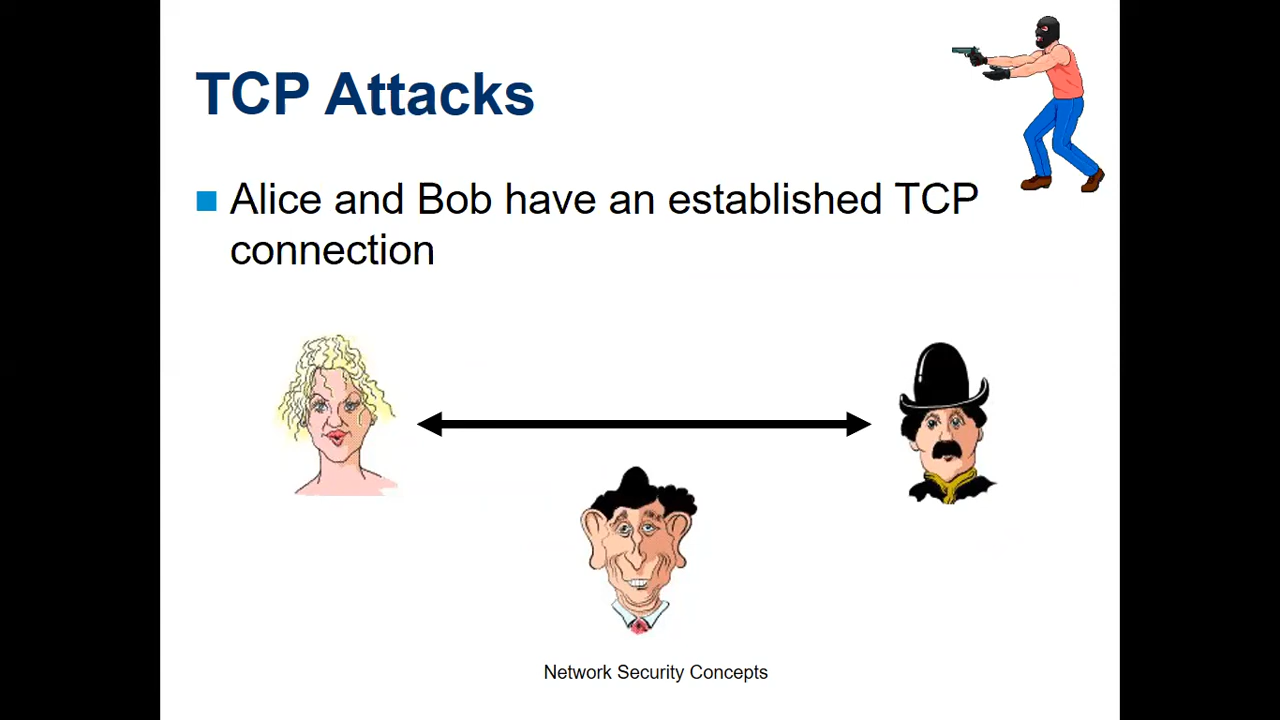 TCP Attacks
Alice and Bob have an established TCP
connection
Network Security Concepts